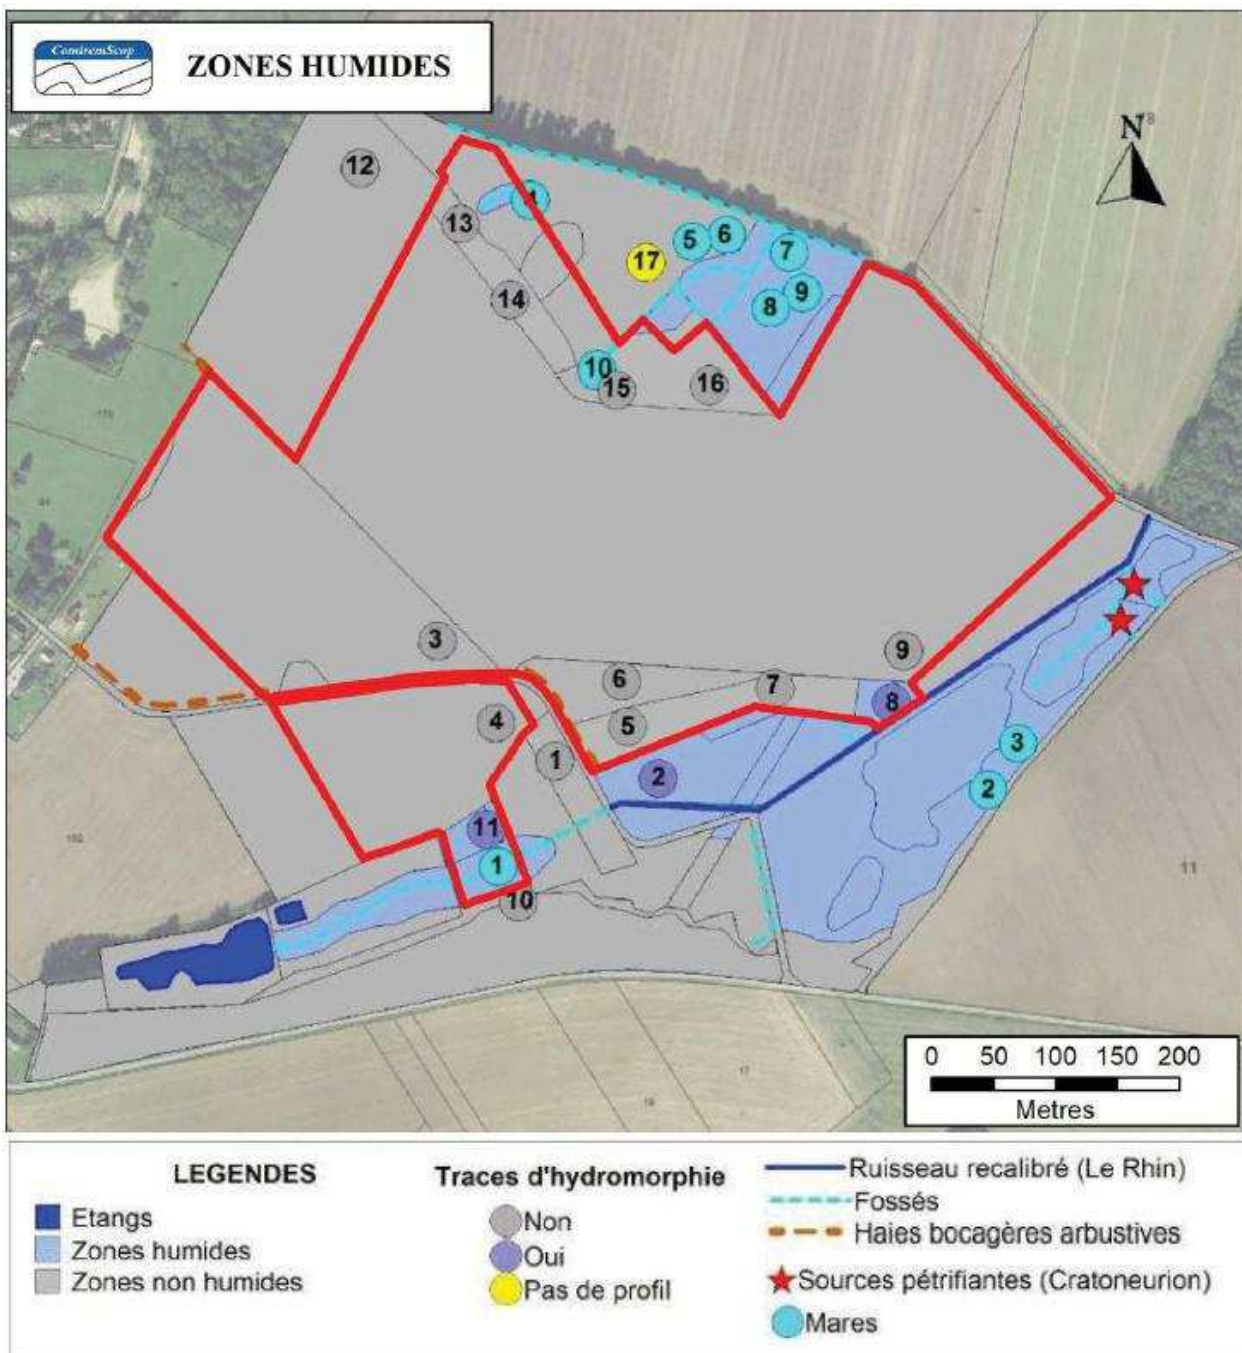 ComiremScop
ZONES HUMIDES
N
12
4
13
5
6
7
17
14
8
9
10
15
16
3
9
6
7
8
4
5
3
1
2
2
11
1
10
11
0 50 100 150 200
Metres
LEGENDES
Etangs
Zones humides
Zones non humides
Traces d'hydromorphie
Non
Oui
Pas de profil
Ruisseau recalibré (Le Rhin)
Fossés
Haies bocagères arbustives
Sources pétrifiantes (Cratoneurion)
Mares